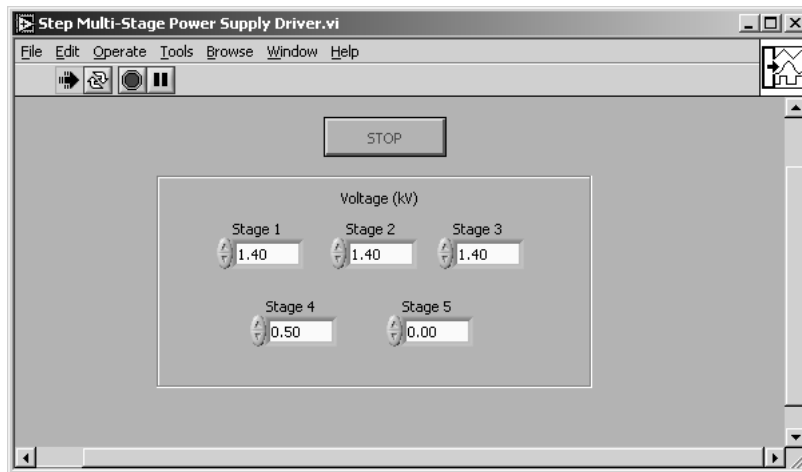 Step Multi-Stage Power Supply Driver.vi
File Edit Operate Tools Browse Window Help
STOP
Voltage (kV)
Stage 1 Stage 2 Stage 3
1.40 1.40 1.40
Stage 4 Stage 5
0.50 0.00